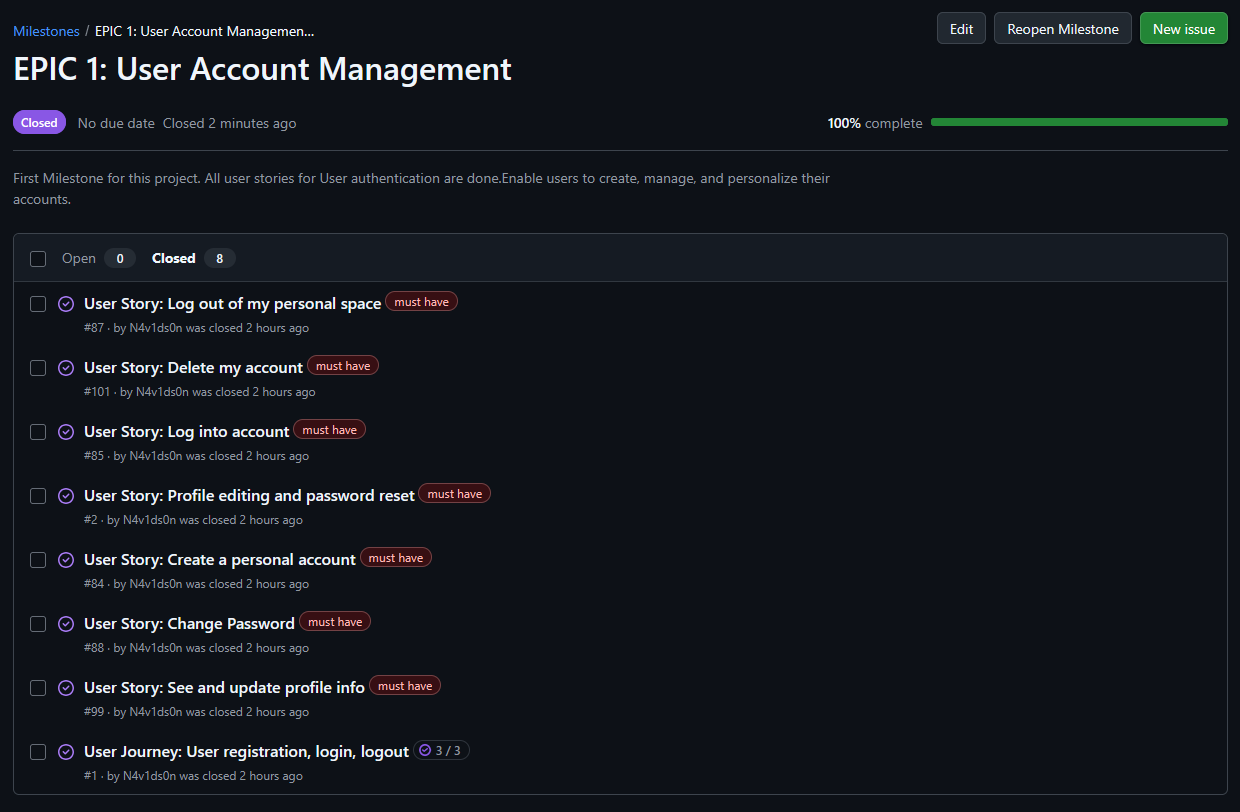 Milestones / EPIC 1: User Account Managemen...
Edit
Reopen Milestone
New issue
EPIC 1: User Account Management
Closed No due date Closed 2 minutes ago
100% complete
First Milestone for this project. All user stories for User authentication are done.Enable users to create, manage, and personalize their
accounts.
Open 0 Closed 8
User Story: Log out of my personal space must have
#87 · by N4v1ds0n was closed 2 hours ago
User Story: Delete my account must have
#101 · by N4v1ds0n was closed 2 hours ago
User Story: Log into account must have
#85 · by N4v1ds0n was closed 2 hours ago
User Story: Profile editing and password reset must have
#2 · by N4v1ds0n was closed 2 hours ago
User Story: Create a personal account must have
#84 · by N4v1ds0n was closed 2 hours ago
User Story: Change Password must have
#88 · by N4v1ds0n was closed 2 hours ago
User Story: See and update profile info must have
#99 · by N4v1ds0n was closed 2 hours ago
User Journey: User registration, login, logout 3 / 3
#1 · by N4v1ds0n was closed 2 hours ago